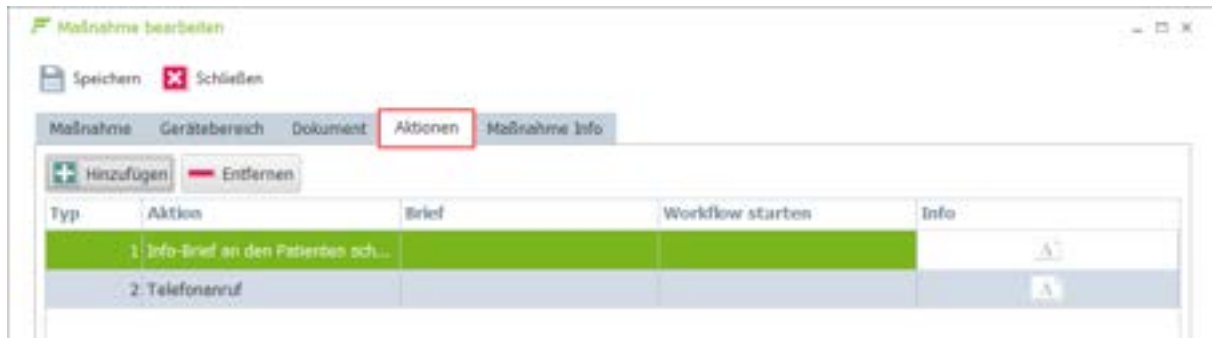 Maßnahme bearbeiten
Speichern Schließen
Maßnahme Gerätebereich Dokument Aktionen Maßnahme Info
Hinzufügen Entfernen
Typ Aktion Brief Workflow starten Info
1 Info-Brief an den Patienten sch... A
2 Telefonanruf A